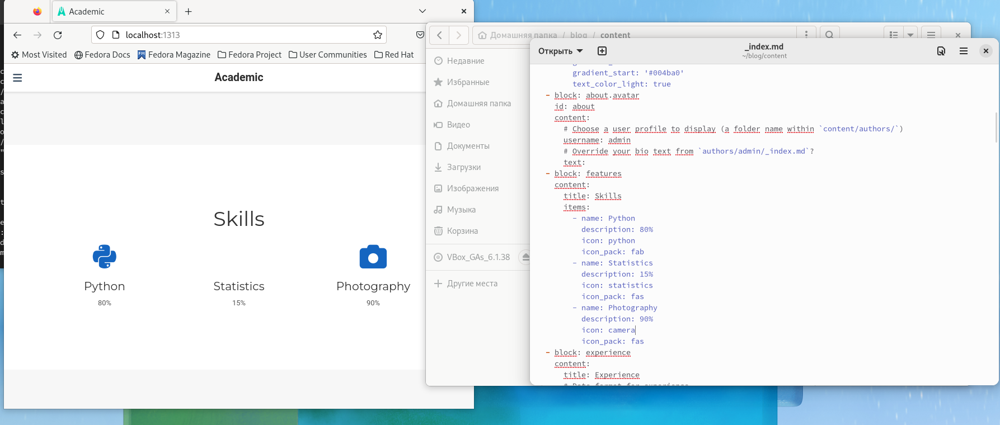 Academic
localhost:1313
Most Visited
Fedora Docs
Fedora Magazine
Fedora Project
User Communities
Red Hat
Academic
Skills
Python
Statistics
Photography
80%
15%
90%
Домашняя папка / blog / content
Недавние
Избранные
Домашняя папка
Видео
Документы
Загрузки
Изображения
Музыка
Корзина
VBox_GAs_6.1.38
Другие места
Открыть
_index.md
~/blog/content
gradient_start: '#004ba0'
text_color_light: true
- block: about.avatar
id: about
content:
# Choose a user profile to display (a folder name within `content/authors/`)
username: admin
# Override your bio text from `authors/admin/_index.md`?
text:
- block: features
content:
title: Skills
items:
- name: Python
description: 80%
icon: python
icon_pack: fab
- name: Statistics
description: 15%
icon: statistics
icon_pack: fas
- name: Photography
description: 90%
icon: camera
icon_pack: fas
- block: experience
content:
title: Experience
# Date format for experience